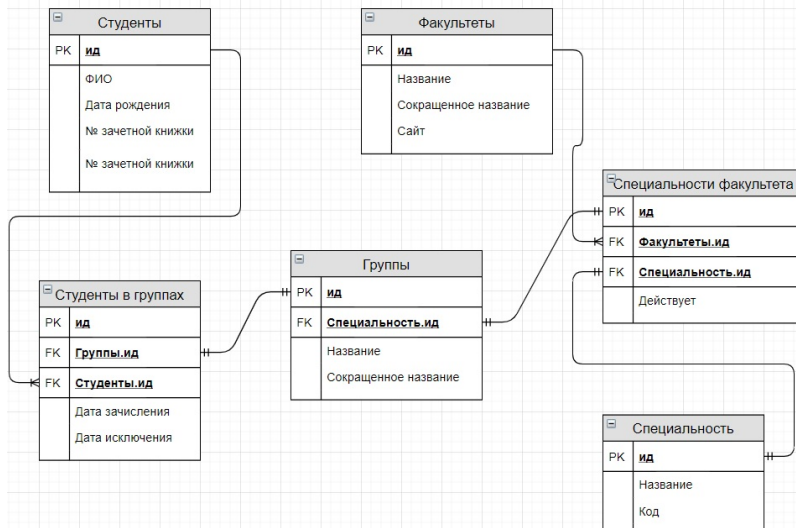 Студенты
PK ид
ФИО
Дата рождения
№ зачетной книжки
№ зачетной книжки
Факультеты
PK ид
Название
Сокращенное название
Сайт
Специальности факультета
PK ид
FK Факультеты.ид
FK Специальность.ид
Действует
Группы
PK ид
FK Специальность.ид
Название
Сокращенное название
Студенты в группах
PK ид
FK Группы.ид
FK Студенты.ид
Дата зачисления
Дата исключения
Специальность
PK ид
Название
Код